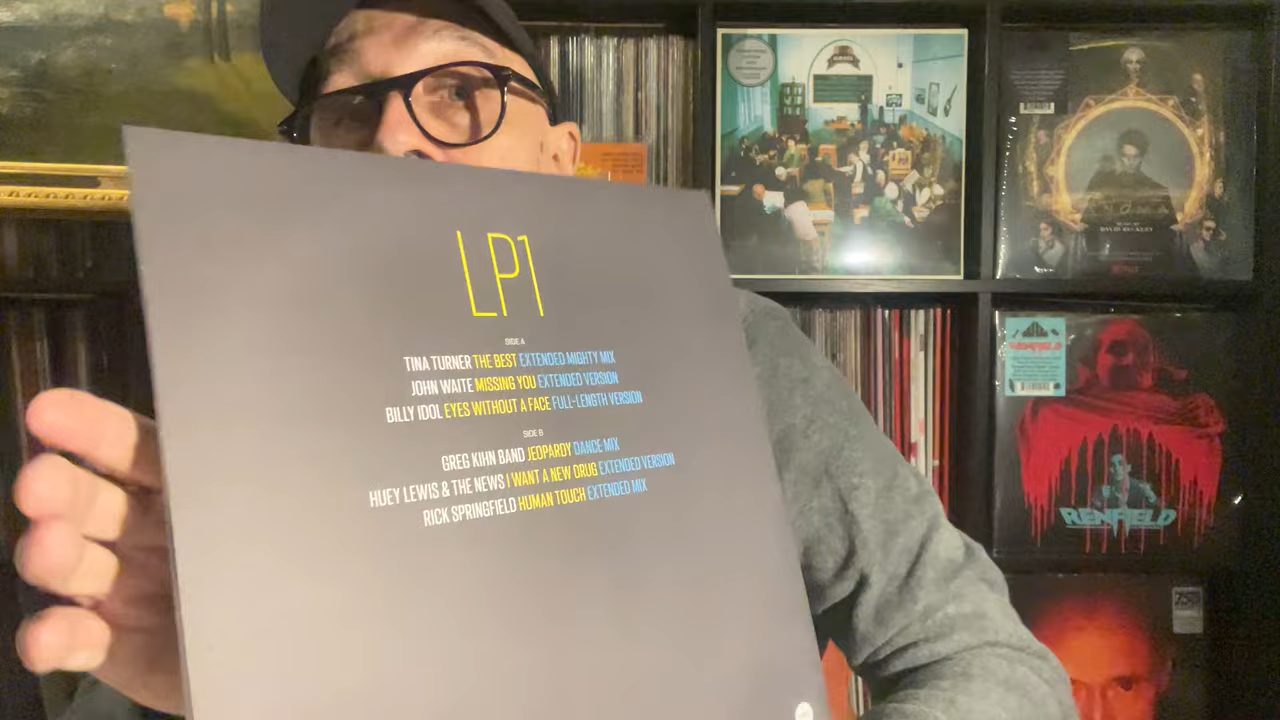 LP1
SIDE A
TINA TURNER THE BEST EXTENDED MIGHTY MIX
JOHN WAITE MISSING YOU EXTENDED VERSION
BILLY IDOL EYES WITHOUT A FACE FULL-LENGTH VERSION
SIDE B
GREG KIHN BAND JEOPARDY DANCE MIX
HUEY LEWIS & THE NEWS I WANT A NEW DRUG EXTENDED VERSION
RICK SPRINGFIELD HUMAN TOUCH EXTENDED MIX
RENFIELD
RENFIELD